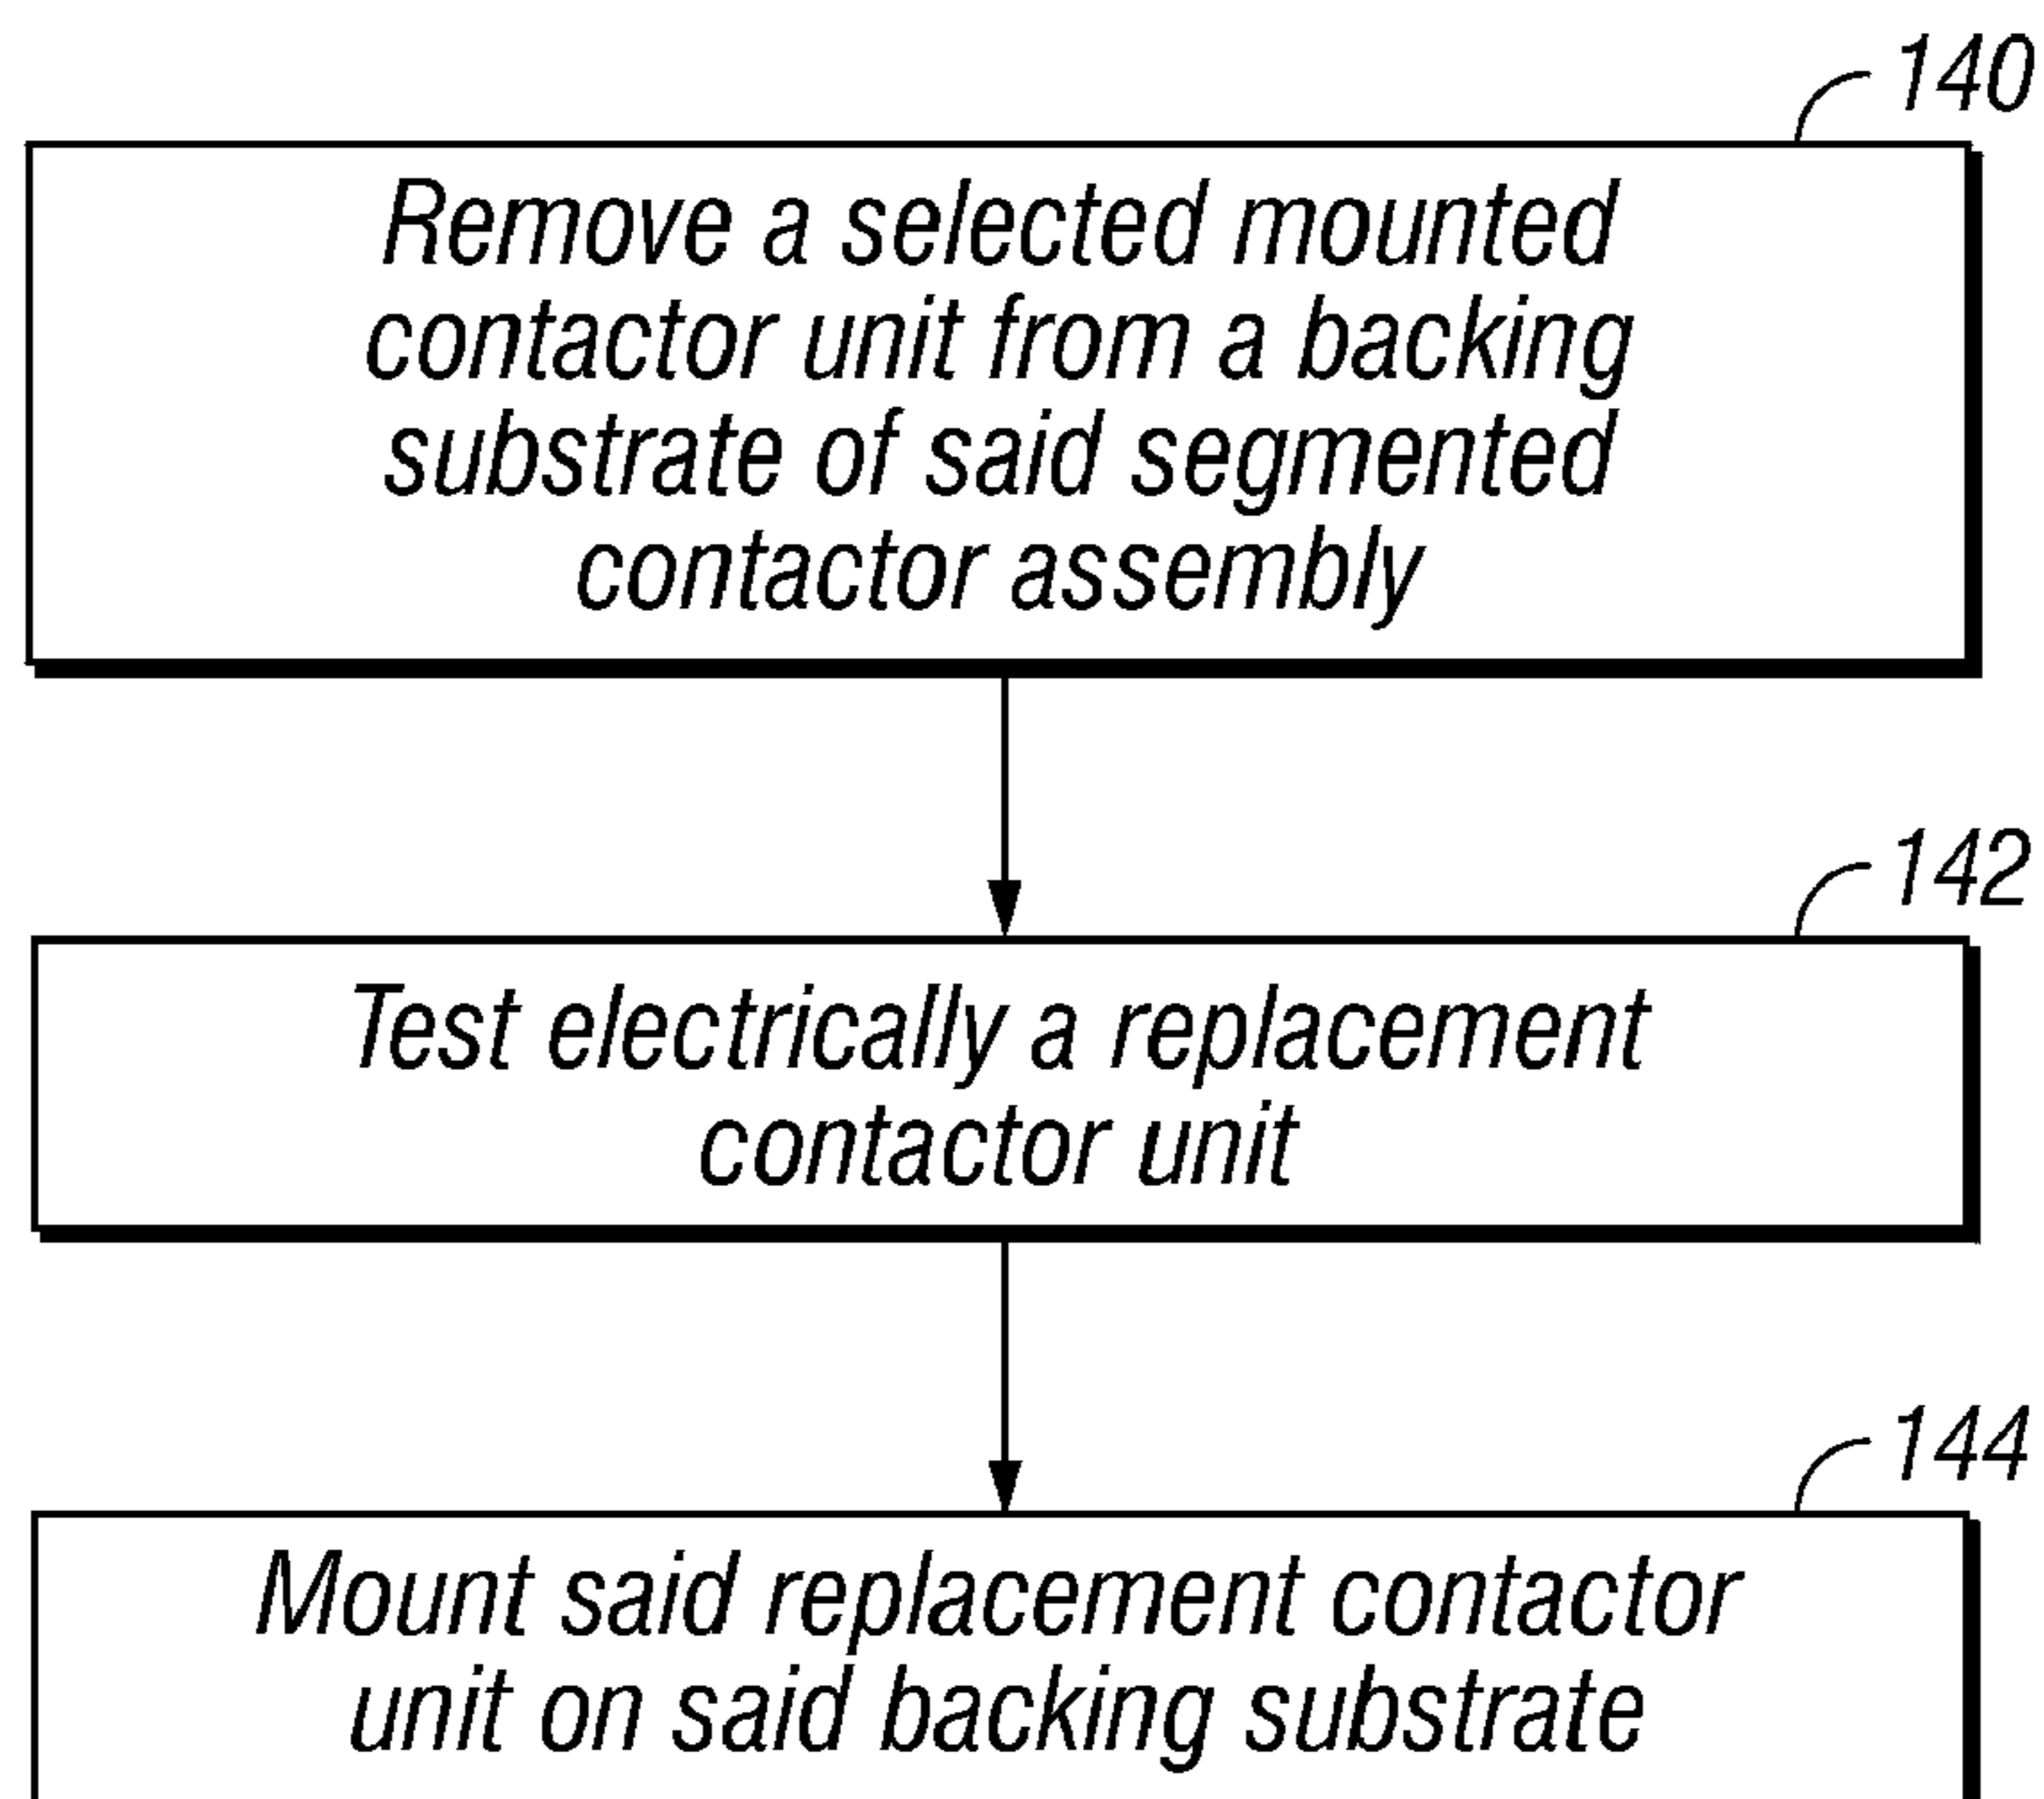 140
Remove a selected mounted
contactor unit from a backing
substrate of said segmented
contactor assembly
142
Test electrically a replacement
contactor unit
144
Mount said replacement contactor
unit on said backing substrate